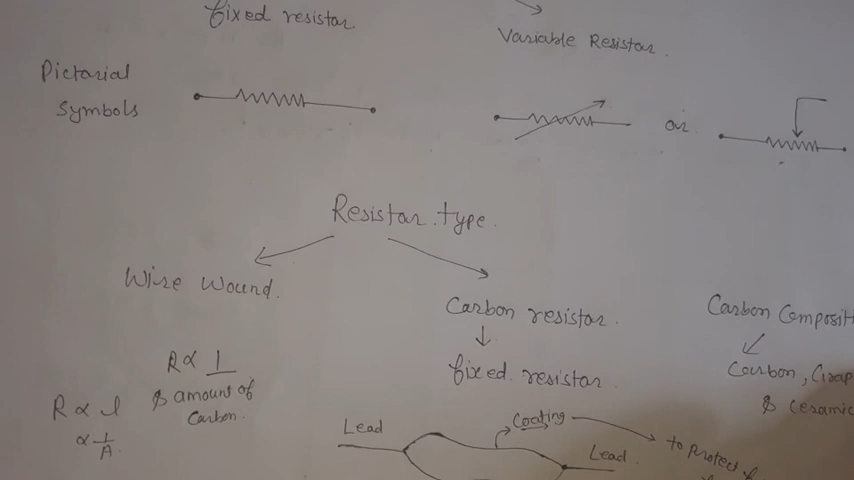 fixed resistor
Variable Resistor.
Pictorial
Symbols
or
Resistor type.
Wire Wound.
Carbon resistor.
fixed resistor
R ∝ 1
$ amount of
Carbon.
R ∝ l
∝ 1/A
Carbon Composit
Carbon, Grap
& Ceramic
Lead
Coating
Lead.
to protect